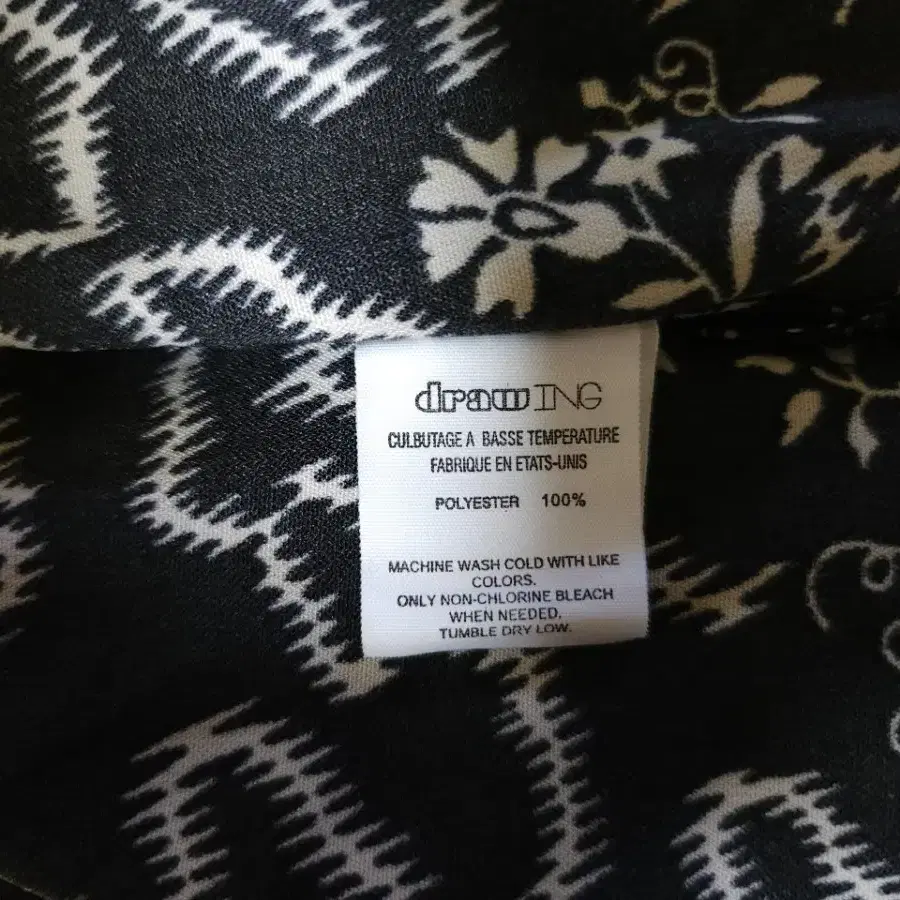 drawING
CULBUTAGE A BASSE TEMPERATURE
FABRIQUE EN ETATS-UNIS
POLYESTER 100%
MACHINE WASH COLD WITH LIKE
COLORS.
ONLY NON-CHLORINE BLEACH
WHEN NEEDED.
TUMBLE DRY LOW.